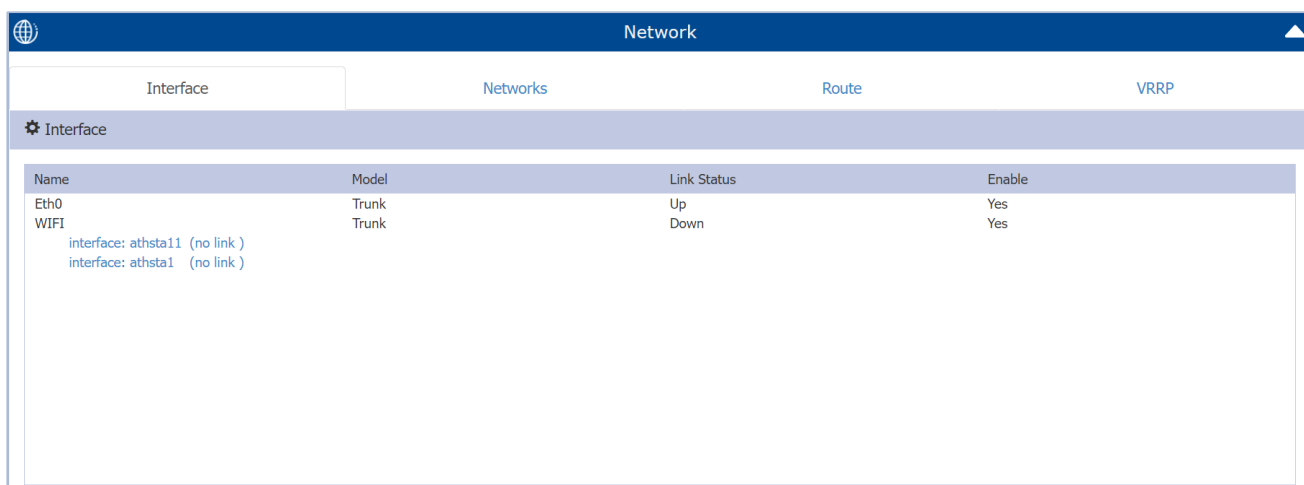 Network
Interface Networks Route VRRP
Interface
Name Model Link Status Enable
Eth0 Trunk Up Yes
WIFI Trunk Down Yes
interface: athsta11 (no link )
interface: athsta1 (no link )